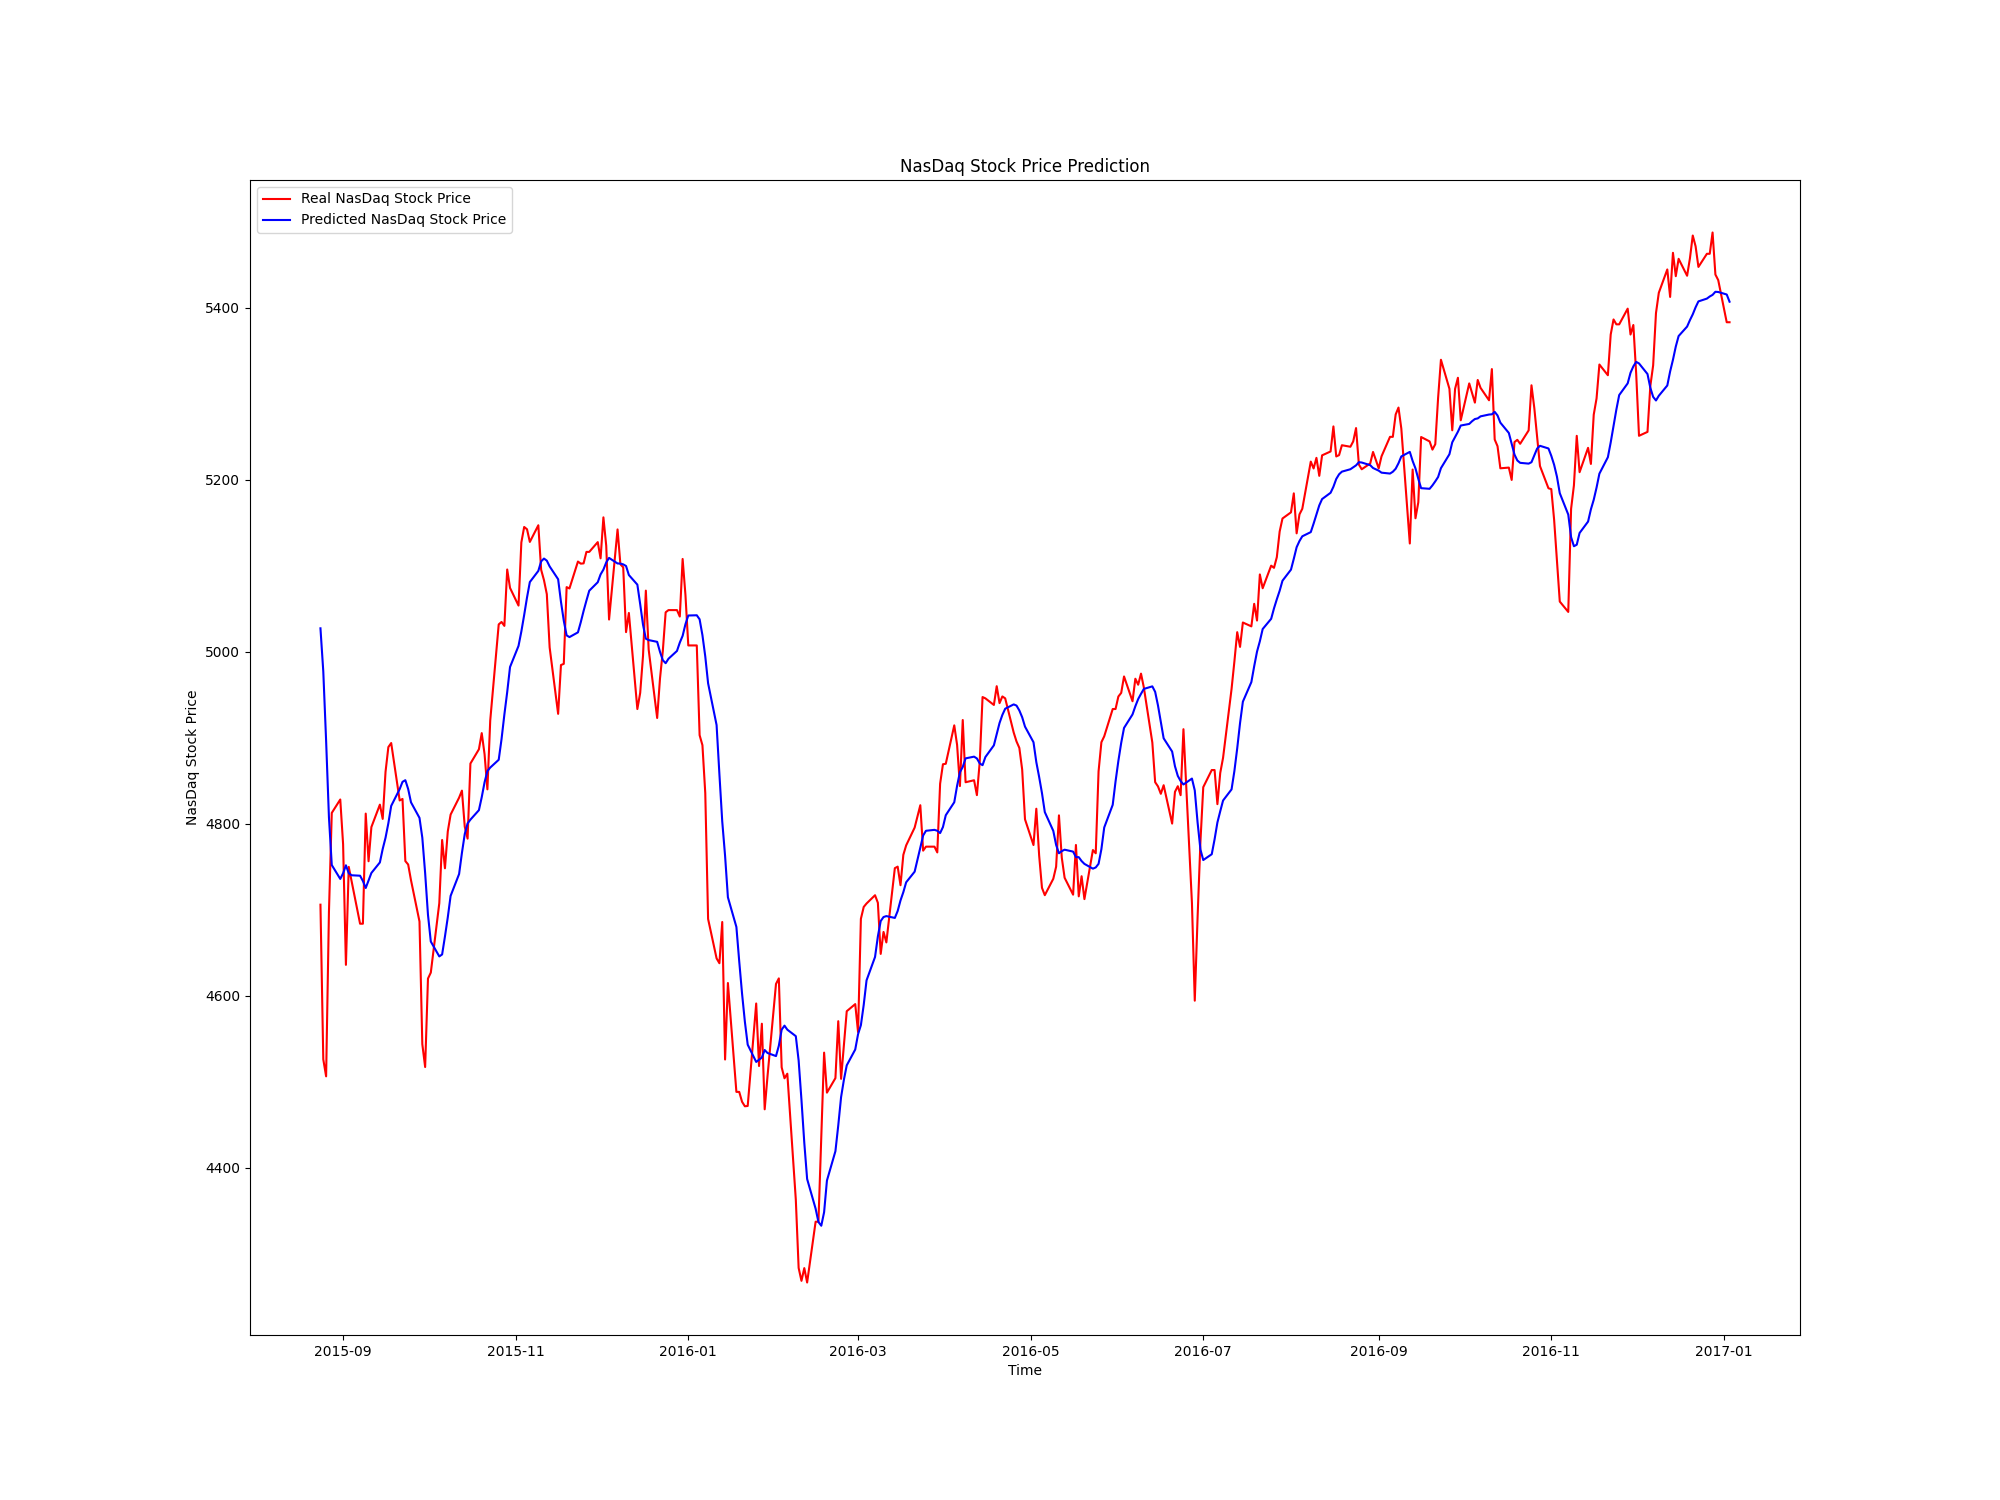 NasDaq Stock Price Prediction
Real NasDaq Stock Price
Predicted NasDaq Stock Price
NasDaq Stock Price
5400
5200
5000
4800
4600
4400
2015-09 2015-11 2016-01 2016-03 2016-05 2016-07 2016-09 2016-11 2017-01
Time